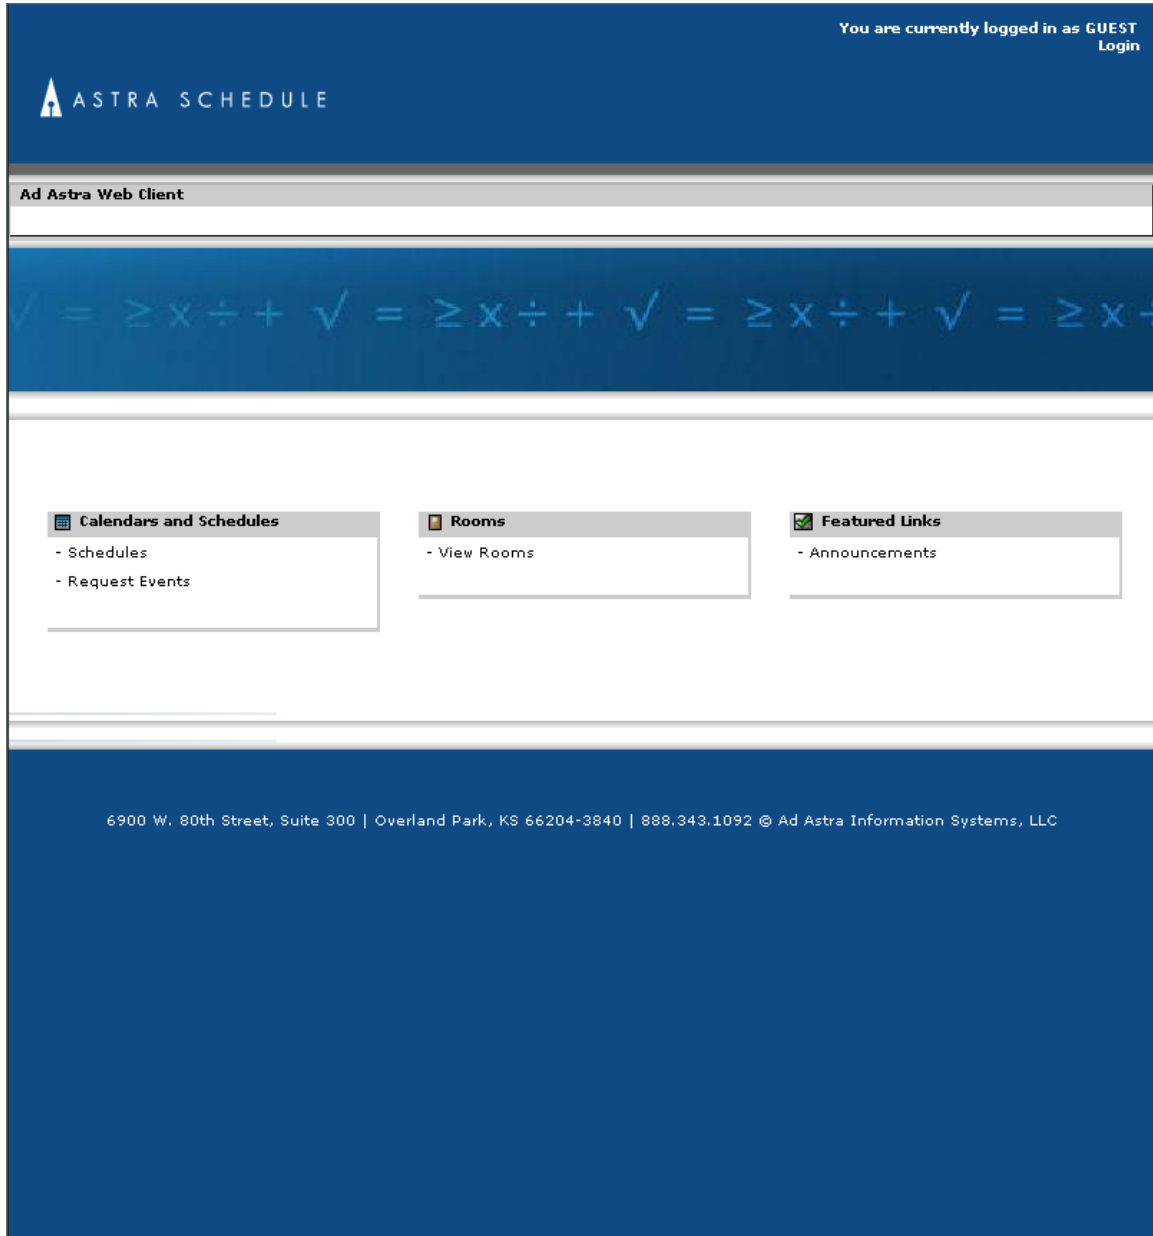 You are currently logged in as GUEST
Login
ASTRA SCHEDULE
Ad Astra Web Client
√ = ≥ x ÷ + √ = ≥ x ÷ + √ = ≥ x ÷ + √ = ≥ x ÷
Calendars and Schedules
- Schedules
- Request Events
Rooms
- View Rooms
Featured Links
- Announcements
6900 W. 80th Street, Suite 300 | Overland Park, KS 66204-3840 | 888.343.1092 @ Ad Astra Information Systems, LLC